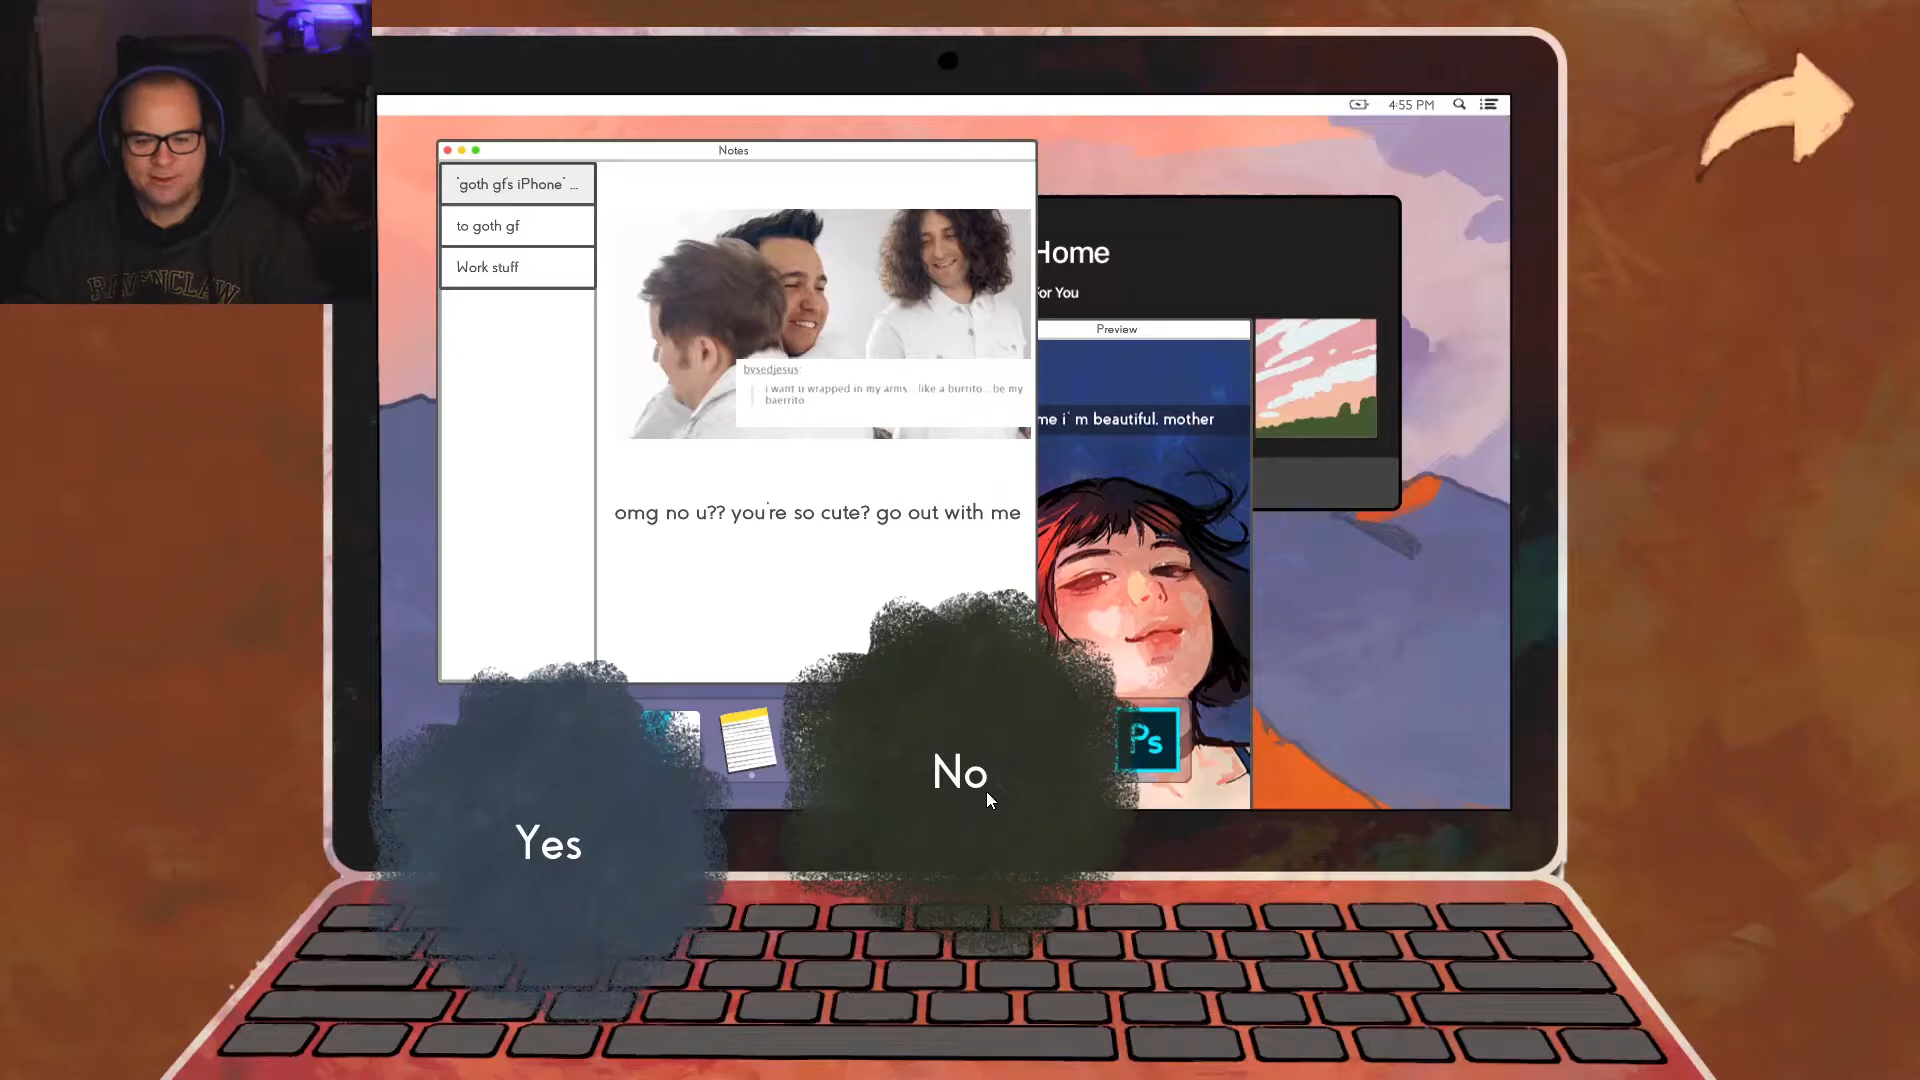 4:55 PM
Notes
"goth gf's iPhone" ...
to goth gf
Work stuff
Home
For You
Preview
bvsedjesus:
i want u wrapped in my arms...like a burrito...be my
baerrito
me i'm beautiful, mother
omg no u?? you're so cute? go out with me
RAVENCLAW
No
Ps
Yes